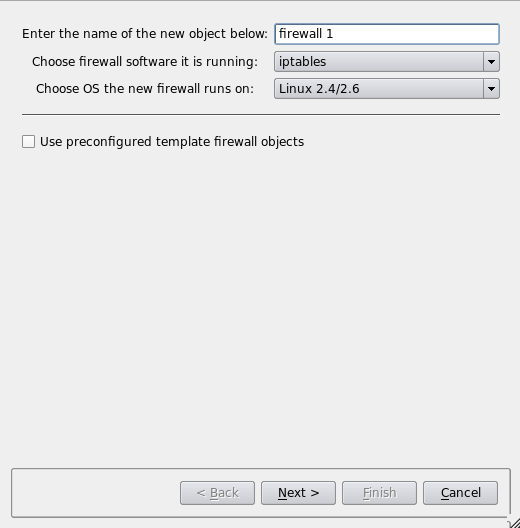 Enter the name of the new object below: firewall 1
Choose firewall software it is running: iptables
Choose OS the new firewall runs on: Linux 2.4/2.6
Use preconfigured template firewall objects
< Back Next > Finish Cancel